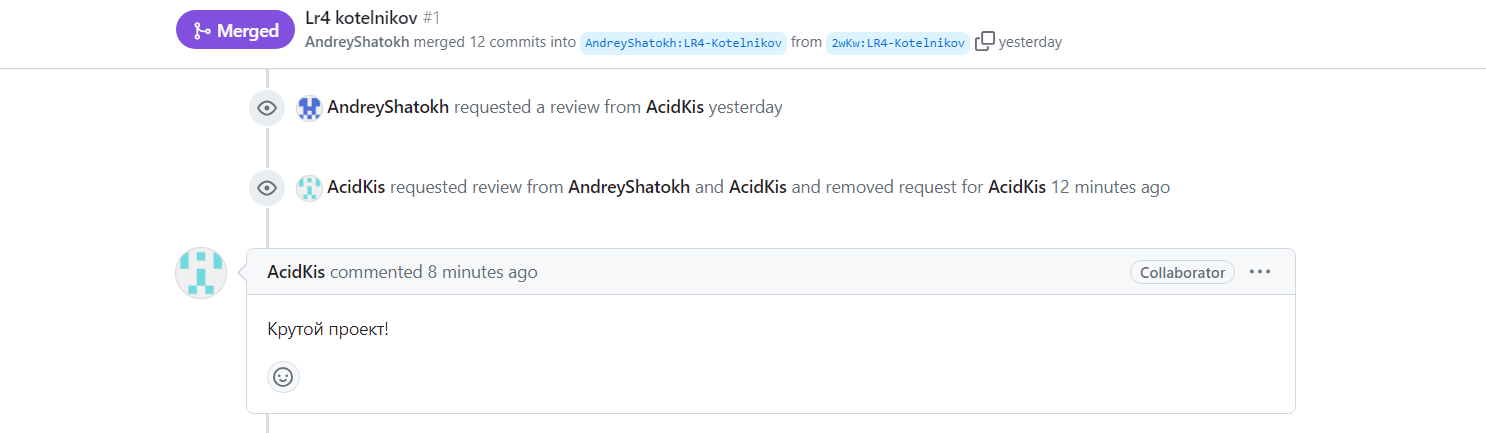 Merged
Lr4 kotelnikov #1
AndreyShatokh merged 12 commits into AndreyShatokh:LR4-Kotelnikov from 2wKw:LR4-Kotelnikov yesterday
AndreyShatokh requested a review from AcidKis yesterday
AcidKis requested review from AndreyShatokh and AcidKis and removed request for AcidKis 12 minutes ago
AcidKis commented 8 minutes ago
Collaborator
Крутой проект!